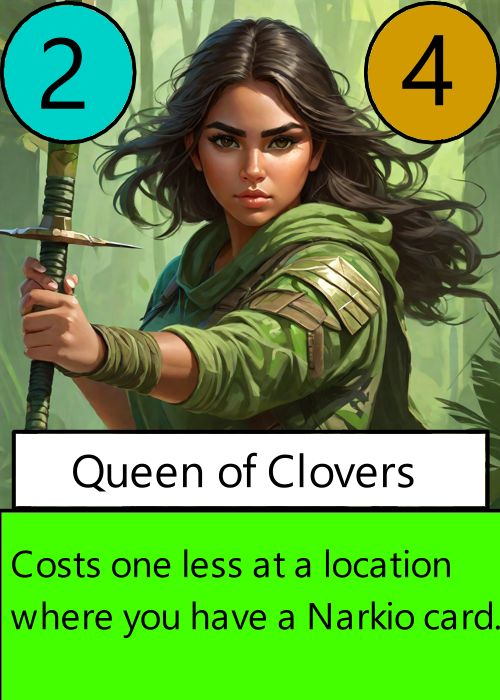 2
4
Queen of Clovers
Costs one less at a location
where you have a Narkio card.